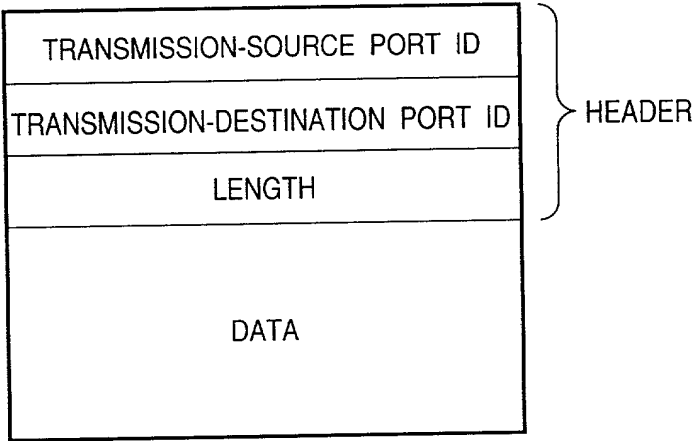 TRANSMISSION-SOURCE PORT ID
TRANSMISSION-DESTINATION PORT ID
HEADER
LENGTH
DATA